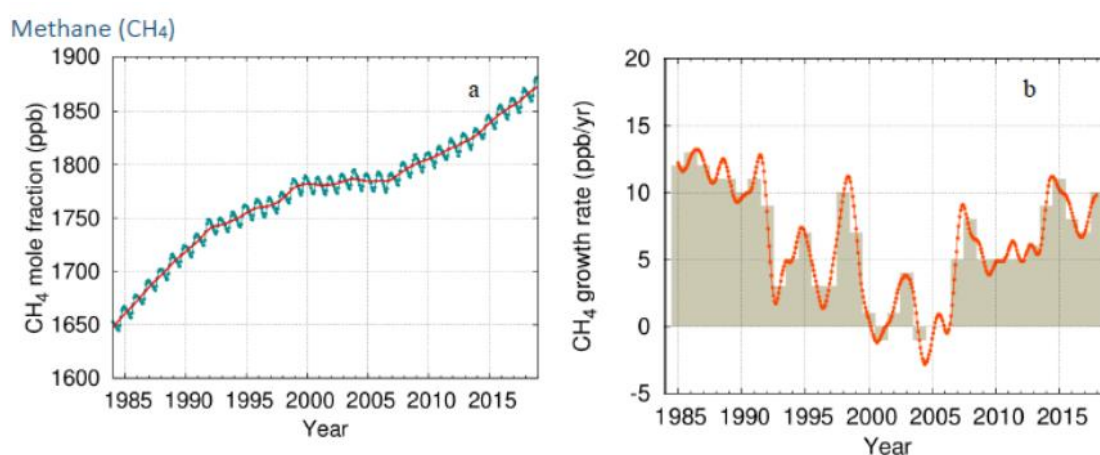 Methane (CH₄)
1900
1850
1800
1750
1700
1650
1600
CH₄ mole fraction (ppb)
a
1985 1990 1995 2000 2005 2010 2015
Year
20
15
10
5
0
-5
CH₄ growth rate (ppb/yr)
b
1985 1990 1995 2000 2005 2010 2015
Year